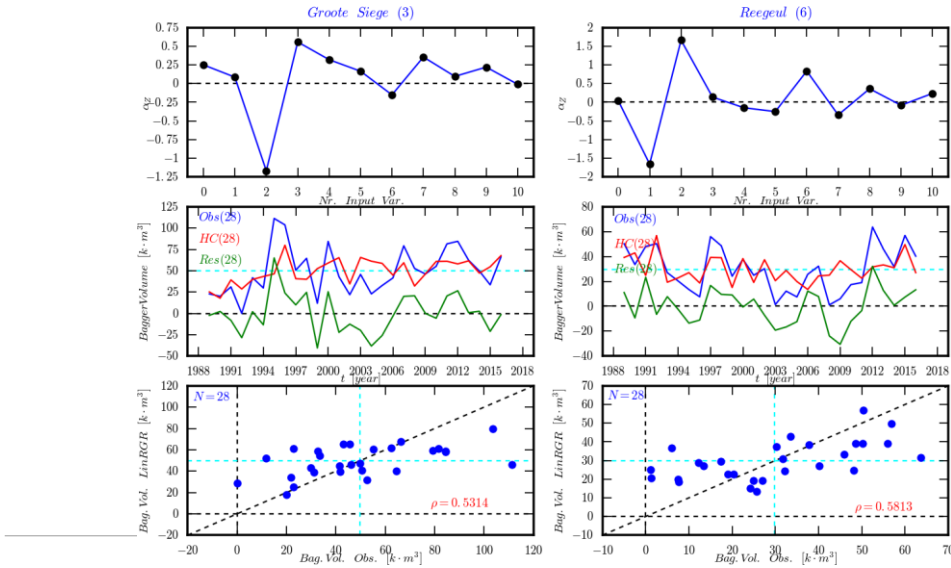 Groote Siege (3)
Reegeul (6)
0.75
0.5
0.25
0
−0.25
−0.5
−0.75
−1
−1.25
αZ
0 1 2 3 4 5 6 7 8 9 10
Nr. Input Var.
2
1.5
1
0.5
0
−0.5
−1
−1.5
−2
αZ
0 1 2 3 4 5 6 7 8 9 10
Nr. Input Var.
125
100
75
50
25
0
−25
−50
BaggerVolume [k·m³]
Obs(28)
HC(28)
Res(28)
1988 1991 1994 1997 2000 2003 2006 2009 2012 2015 2018
t [year]
80
60
40
20
0
−20
−40
BaggerVolume [k·m³]
Obs(28)
HC(28)
Res(28)
1988 1991 1994 1997 2000 2003 2006 2009 2012 2015 2018
t [year]
120
100
80
60
40
20
0
−20
Bag.Vol. LinRGR [k·m³]
N=28
ρ=0.5314
−20 0 20 40 60 80 100 120
Bag.Vol. Obs. [k·m³]
70
60
50
40
30
20
10
0
−10
Bag.Vol. LinRGR [k·m³]
N=28
ρ=0.5813
−10 0 10 20 30 40 50 60 70
Bag.Vol. Obs. [k·m³]